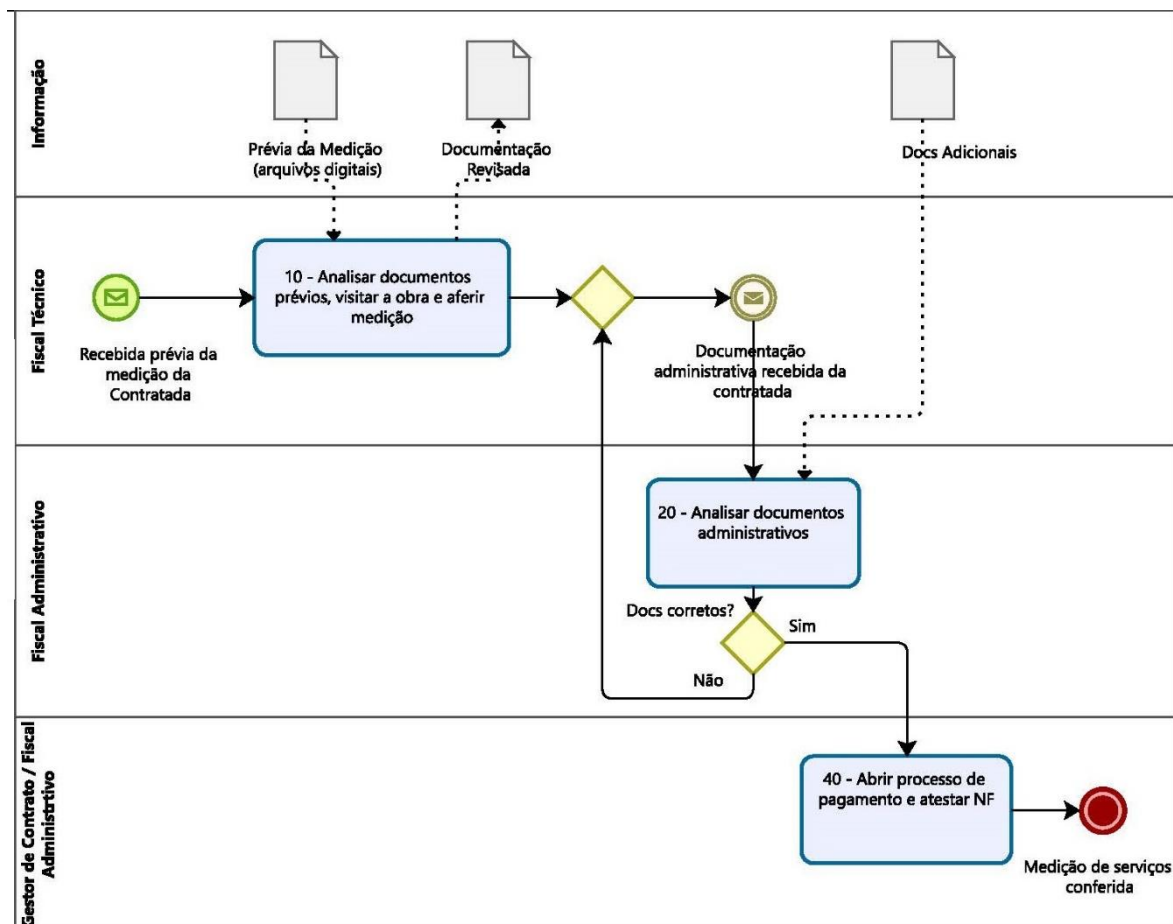 Informação
Prévia da Medição
(arquivos digitais)
Documentação
Revisada
Docs Adicionais
Fiscal Técnico
10 - Analisar documentos
prévios, visitar a obra e aferir
medição
Recebida prévia da
medição da
Contratada
Documentação
administrativa recebida da
contratada
Fiscal Administrativo
20 - Analisar documentos
administrativos
Docs corretos?
Sim
Não
Gestor de Contrato / Fiscal
Administrtivo
40 - Abrir processo de
pagamento e atestar NF
Medição de serviços
conferida